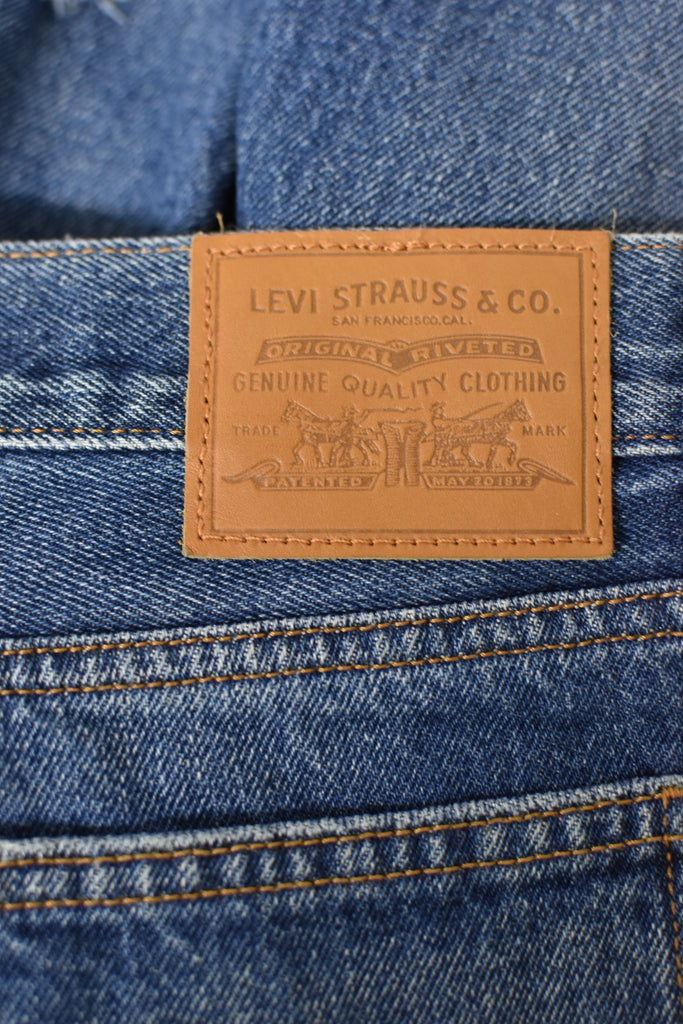 LEVI STRAUSS & CO.
SAN FRANCISCO, CAL.
ORIGINAL RIVETED
GENUINE QUALITY CLOTHING
TRADE MARK
PATENTED MAY 20 1873